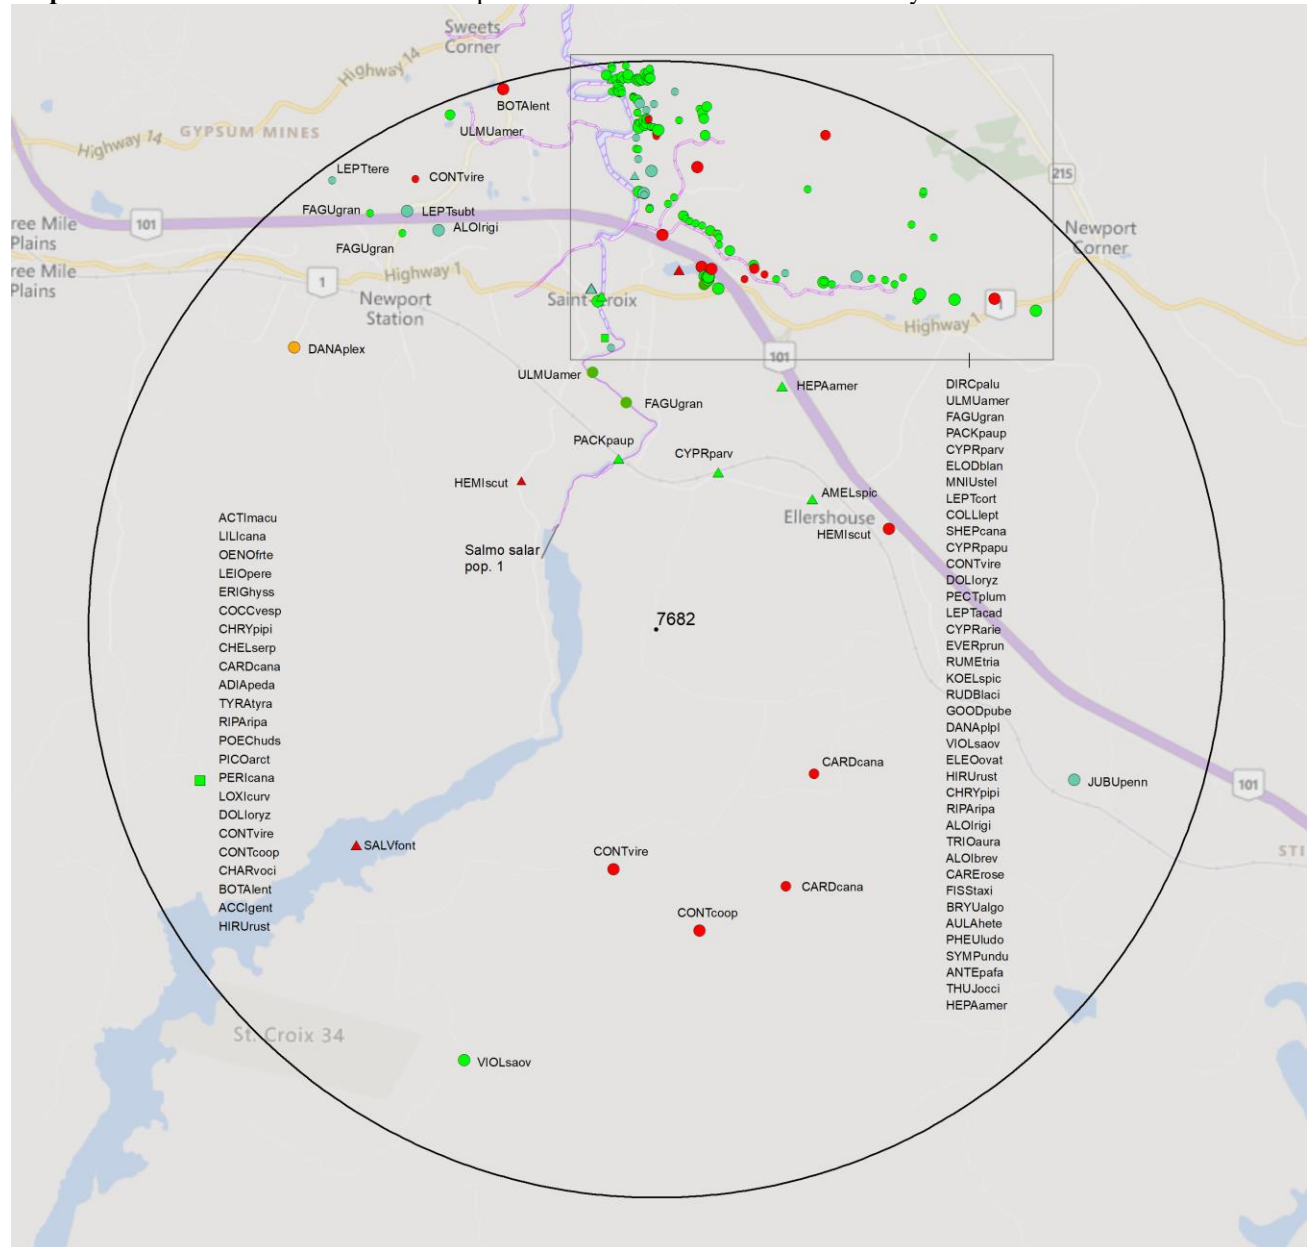 Sweets
Corner
Highway 14
BOTAlent
ULMUamer
GYPSUM MINES
Highway 14
LEPTtere
CONTvire
215
FAGUgran
LEPTsubt
ree Mile
Plains
101
ALOIrigi
FAGUgran
Newport
Corner
ree Mile
Plains
1
Highway 1
Newport
Station
Saint Croix
1
Highway 1
DANAplex
101
ULMUamer
HEPAamer
FAGUgran
PACKpaup
CYPRparv
HEMIscut
AMELspic
Ellershouse
HEMIscut
Salmo salar
pop. 1
7682
ACTImacu
LILIcana
OENOfrte
LEIOpere
ERIGhyss
COCCvesp
CHRYpipi
CHELserp
CARDcana
ADIApeda
TYRAtyra
RIPAripa
POEChuds
PICOarct
PERIcana
LOXIcurv
DOLIoryz
CONTvire
CONTcoop
CHARvoci
BOTAlent
ACCIgent
HIRUrust
DIRCpalu
ULMUamer
FAGUgran
PACKpaup
CYPRparv
ELODblan
MNIUstel
LEPTcort
COLLlept
SHEPcana
CYPRpapu
CONTvire
DOLIoryz
PECTplum
LEPTacad
CYPRarie
EVERprun
RUMEtria
KOELspic
RUDBlaci
GOODpube
DANAplpl
VIOLsaov
ELEOovat
HIRUrust
CHRYpipi
RIPAripa
ALOIrigi
TRIOaura
ALOIbrev
CARErose
FISStaxi
BRYUalgo
AULAhete
PHEUludo
SYMPundu
ANTEpafa
THUJocci
HEPAamer
CARDcana
JUBUpenn
101
STI
SALVfont
CONTvire
CARDcana
CONTcoop
St. Croix 34
VIOLsaov